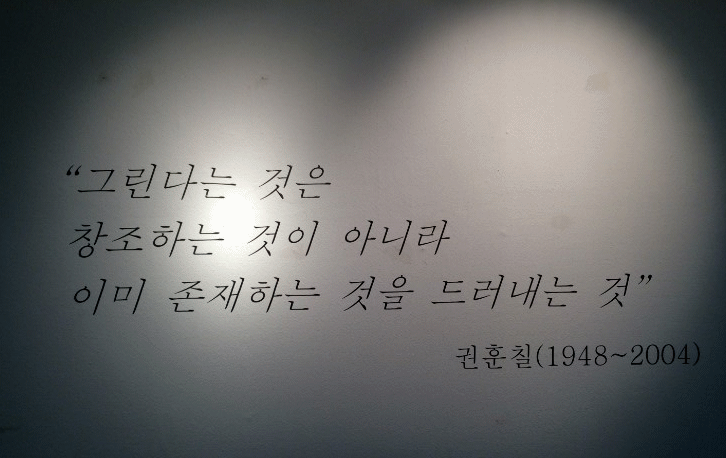 “그린다는 것은
창조하는 것이 아니라
이미 존재하는 것을 드러내는 것”
권훈칠(1948~2004)